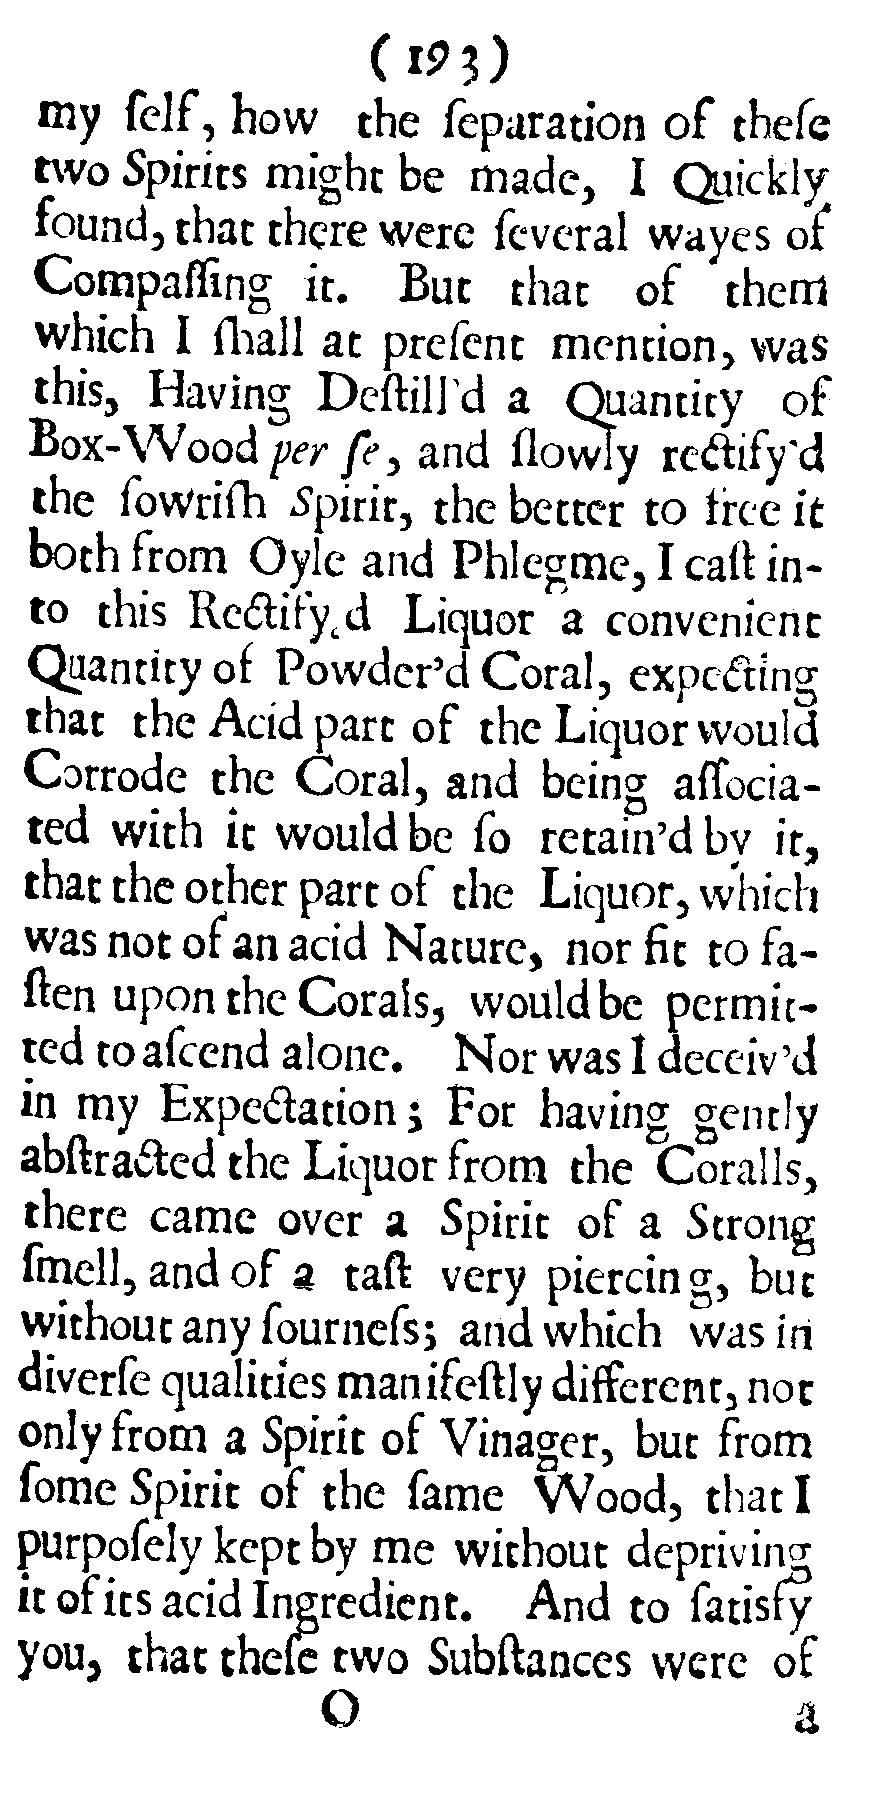 (193)
my ſelf, how the ſeparation of theſe
two Spirits might be made, I Quickly
found, that there were ſeveral wayes of
Compaſſing it. But that of them
which I ſhall at preſent mention, was
this, Having Deſtill'd a Quantity of
Box-Wood per ſe, and ſlowly rectify'd
the ſowriſh Spirit, the better to free it
both from Oyle and Phlegme, I caſt in-
to this Rectify,d Liquor a convenient
Quantity of Powder'd Coral, expecting
that the Acid part of the Liquor would
Corrode the Coral, and being aſſocia-
ted with it would be ſo retain'd by it,
that the other part of the Liquor, which
was not of an acid Nature, nor fit to fa-
ſten upon the Corals, would be permit-
ted to aſcend alone. Nor was I deceiv'd
in my Expectation; For having gently
abſtracted the Liquor from the Coralls,
there came over a Spirit of a Strong
ſmell, and of a taſt very piercing, but
without any ſourneſs; and which was in
diverſe qualities manifeſtly different, not
only from a Spirit of Vinager, but from
ſome Spirit of the ſame Wood, that I
purpoſely kept by me without depriving
it of its acid Ingredient. And to ſatisfy
you, that theſe two Subſtances were of
O a